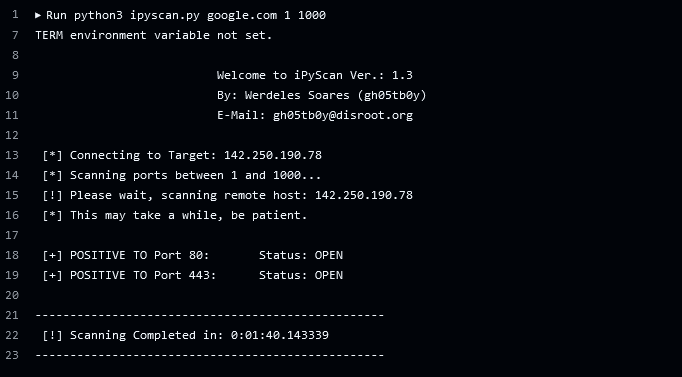 1 ▶ Run python3 ipyscan.py google.com 1 1000
7 TERM environment variable not set.
8
9 Welcome to iPyScan Ver.: 1.3
10 By: Werdeles Soares (gh05tb0y)
11 E-Mail: gh05tb0y@disroot.org
12
13 [*] Connecting to Target: 142.250.190.78
14 [*] Scanning ports between 1 and 1000...
15 [!] Please wait, scanning remote host: 142.250.190.78
16 [*] This may take a while, be patient.
17
18 [+] POSITIVE TO Port 80: Status: OPEN
19 [+] POSITIVE TO Port 443: Status: OPEN
20
21 --------------------------------------------------
22 [!] Scanning Completed in: 0:01:40.143339
23 --------------------------------------------------